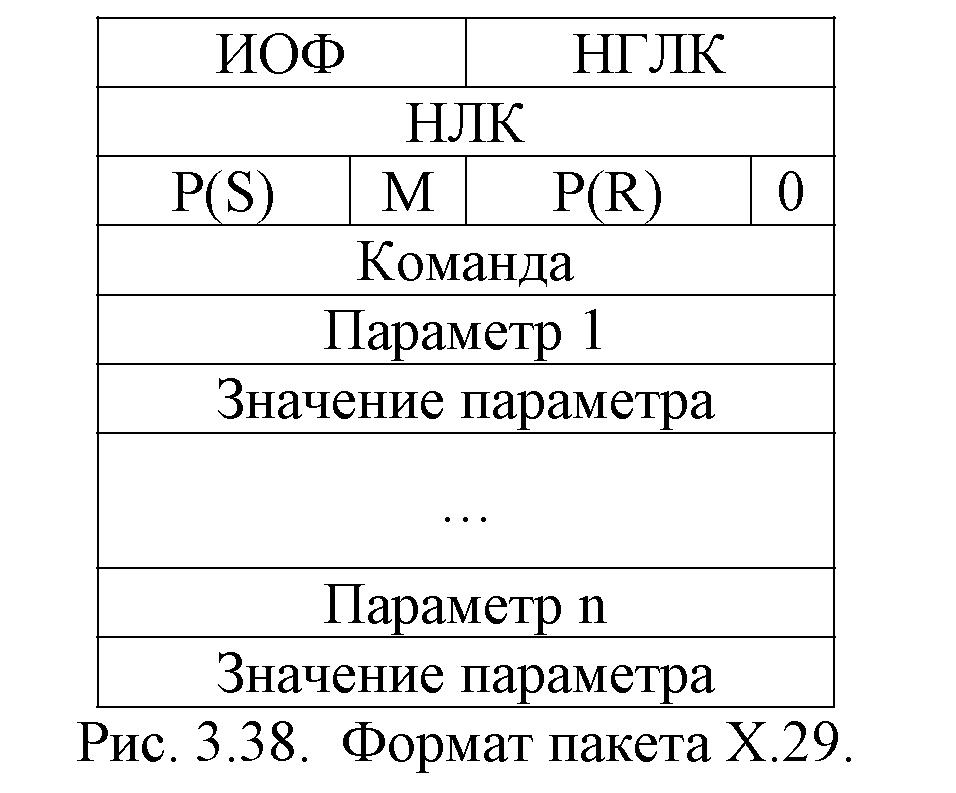 ИОФ НГЛК
НЛК
P(S) M P(R) 0
Команда
Параметр 1
Значение параметра
…
Параметр n
Значение параметра
Рис. 3.38. Формат пакета X.29.